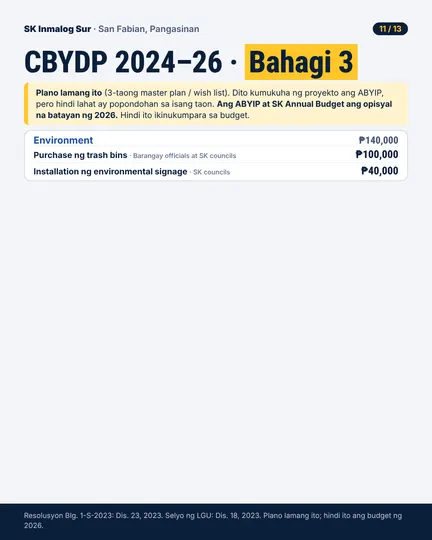 SK Inmalog Sur · San Fabian, Pangasinan
11 / 13
CBYDP 2024–26 · Bahagi 3
Plano lamang ito (3-taong master plan / wish list). Dito kumukuha ng proyekto ang ABYIP,
pero hindi lahat ay popondohan sa isang taon. Ang ABYIP at SK Annual Budget ang opisyal
na batayan ng 2026. Hindi ito ikinukumpara sa budget.
Environment ₱140,000
Purchase ng trash bins · Barangay officials at SK councils ₱100,000
Installation ng environmental signage · SK councils ₱40,000
Resolusyon Blg. 1-S-2023: Dis. 23, 2023. Selyo ng LGU: Dis. 18, 2023. Plano lamang ito; hindi ito ang budget ng
2026.